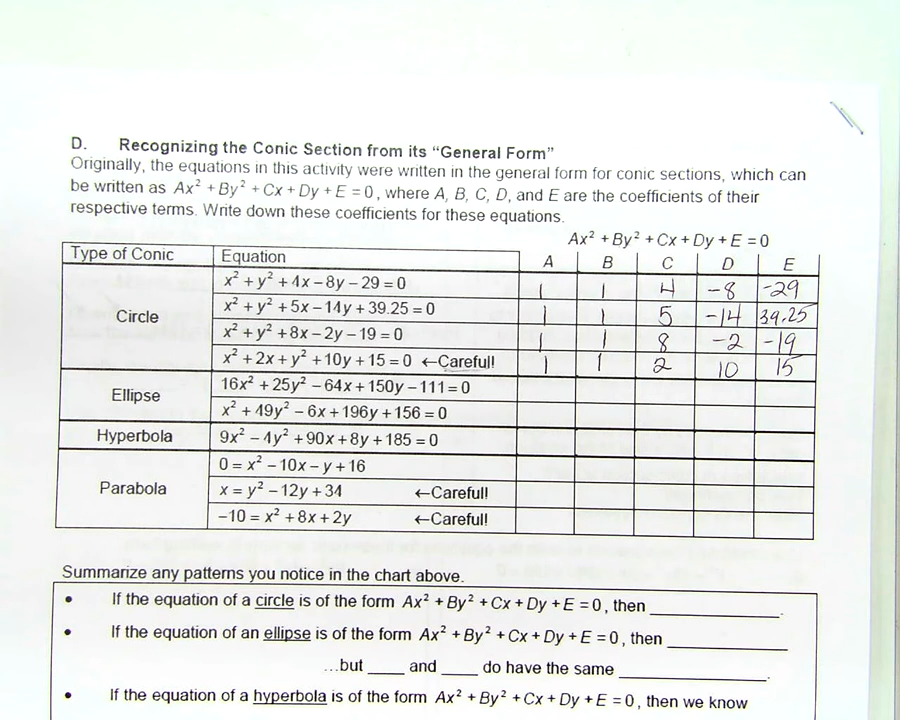 D. Recognizing the Conic Section from its “General Form”
Originally, the equations in this activity were written in the general form for conic sections, which can
be written as Ax² + By² + Cx + Dy + E = 0, where A, B, C, D, and E are the coefficients of their
respective terms. Write down these coefficients for these equations.
Ax² + By² + Cx + Dy + E = 0
Type of Conic Equation A B C D E
x² + y² + 4x – 8y – 29 = 0 1 1 4 -8 -29
Circle
x² + y² + 5x – 14y + 39.25 = 0 1 1 5 -14 39.25
x² + y² + 8x – 2y – 19 = 0 1 1 8 -2 -19
x² + 2x + y² + 10y + 15 = 0 ←Careful! 1 1 2 10 15
Ellipse
16x² + 25y² – 64x + 150y – 111 = 0
x² + 49y² – 6x + 196y + 156 = 0
Hyperbola 9x² – 4y² + 90x + 8y + 185 = 0
Parabola
0 = x² – 10x – y + 16
x = y² – 12y + 34 ←Careful!
–10 = x² + 8x + 2y ←Careful!
Summarize any patterns you notice in the chart above.
• If the equation of a circle is of the form Ax² + By² + Cx + Dy + E = 0, then ________.
• If the equation of an ellipse is of the form Ax² + By² + Cx + Dy + E = 0, then ________
...but ____ and ____ do have the same ________.
• If the equation of a hyperbola is of the form Ax² + By² + Cx + Dy + E = 0, then we know